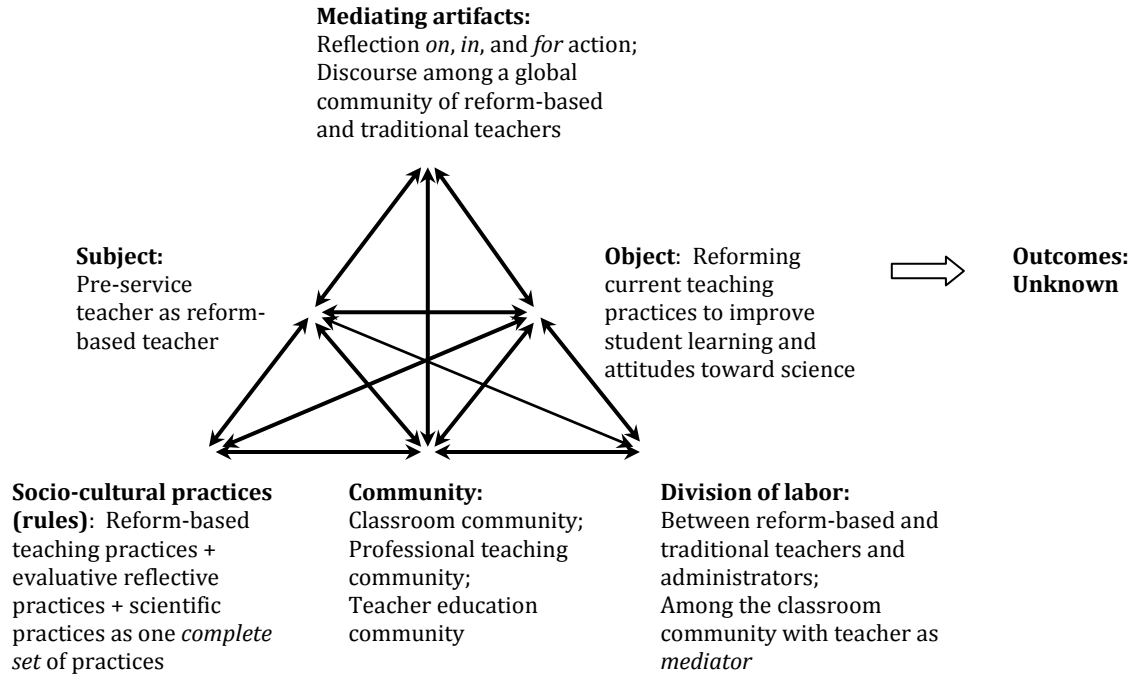 Mediating artifacts:
Reflection on, in, and for action;
Discourse among a global
community of reform-based
and traditional teachers
Subject:
Pre-service
teacher as reform-
based teacher
Object: Reforming
current teaching
practices to improve
student learning and
attitudes toward science
Outcomes:
Unknown
Socio-cultural practices
(rules): Reform-based
teaching practices +
evaluative reflective
practices + scientific
practices as one complete
set of practices
Community:
Classroom community;
Professional teaching
community;
Teacher education
community
Division of labor:
Between reform-based and
traditional teachers and
administrators;
Among the classroom
community with teacher as
mediator